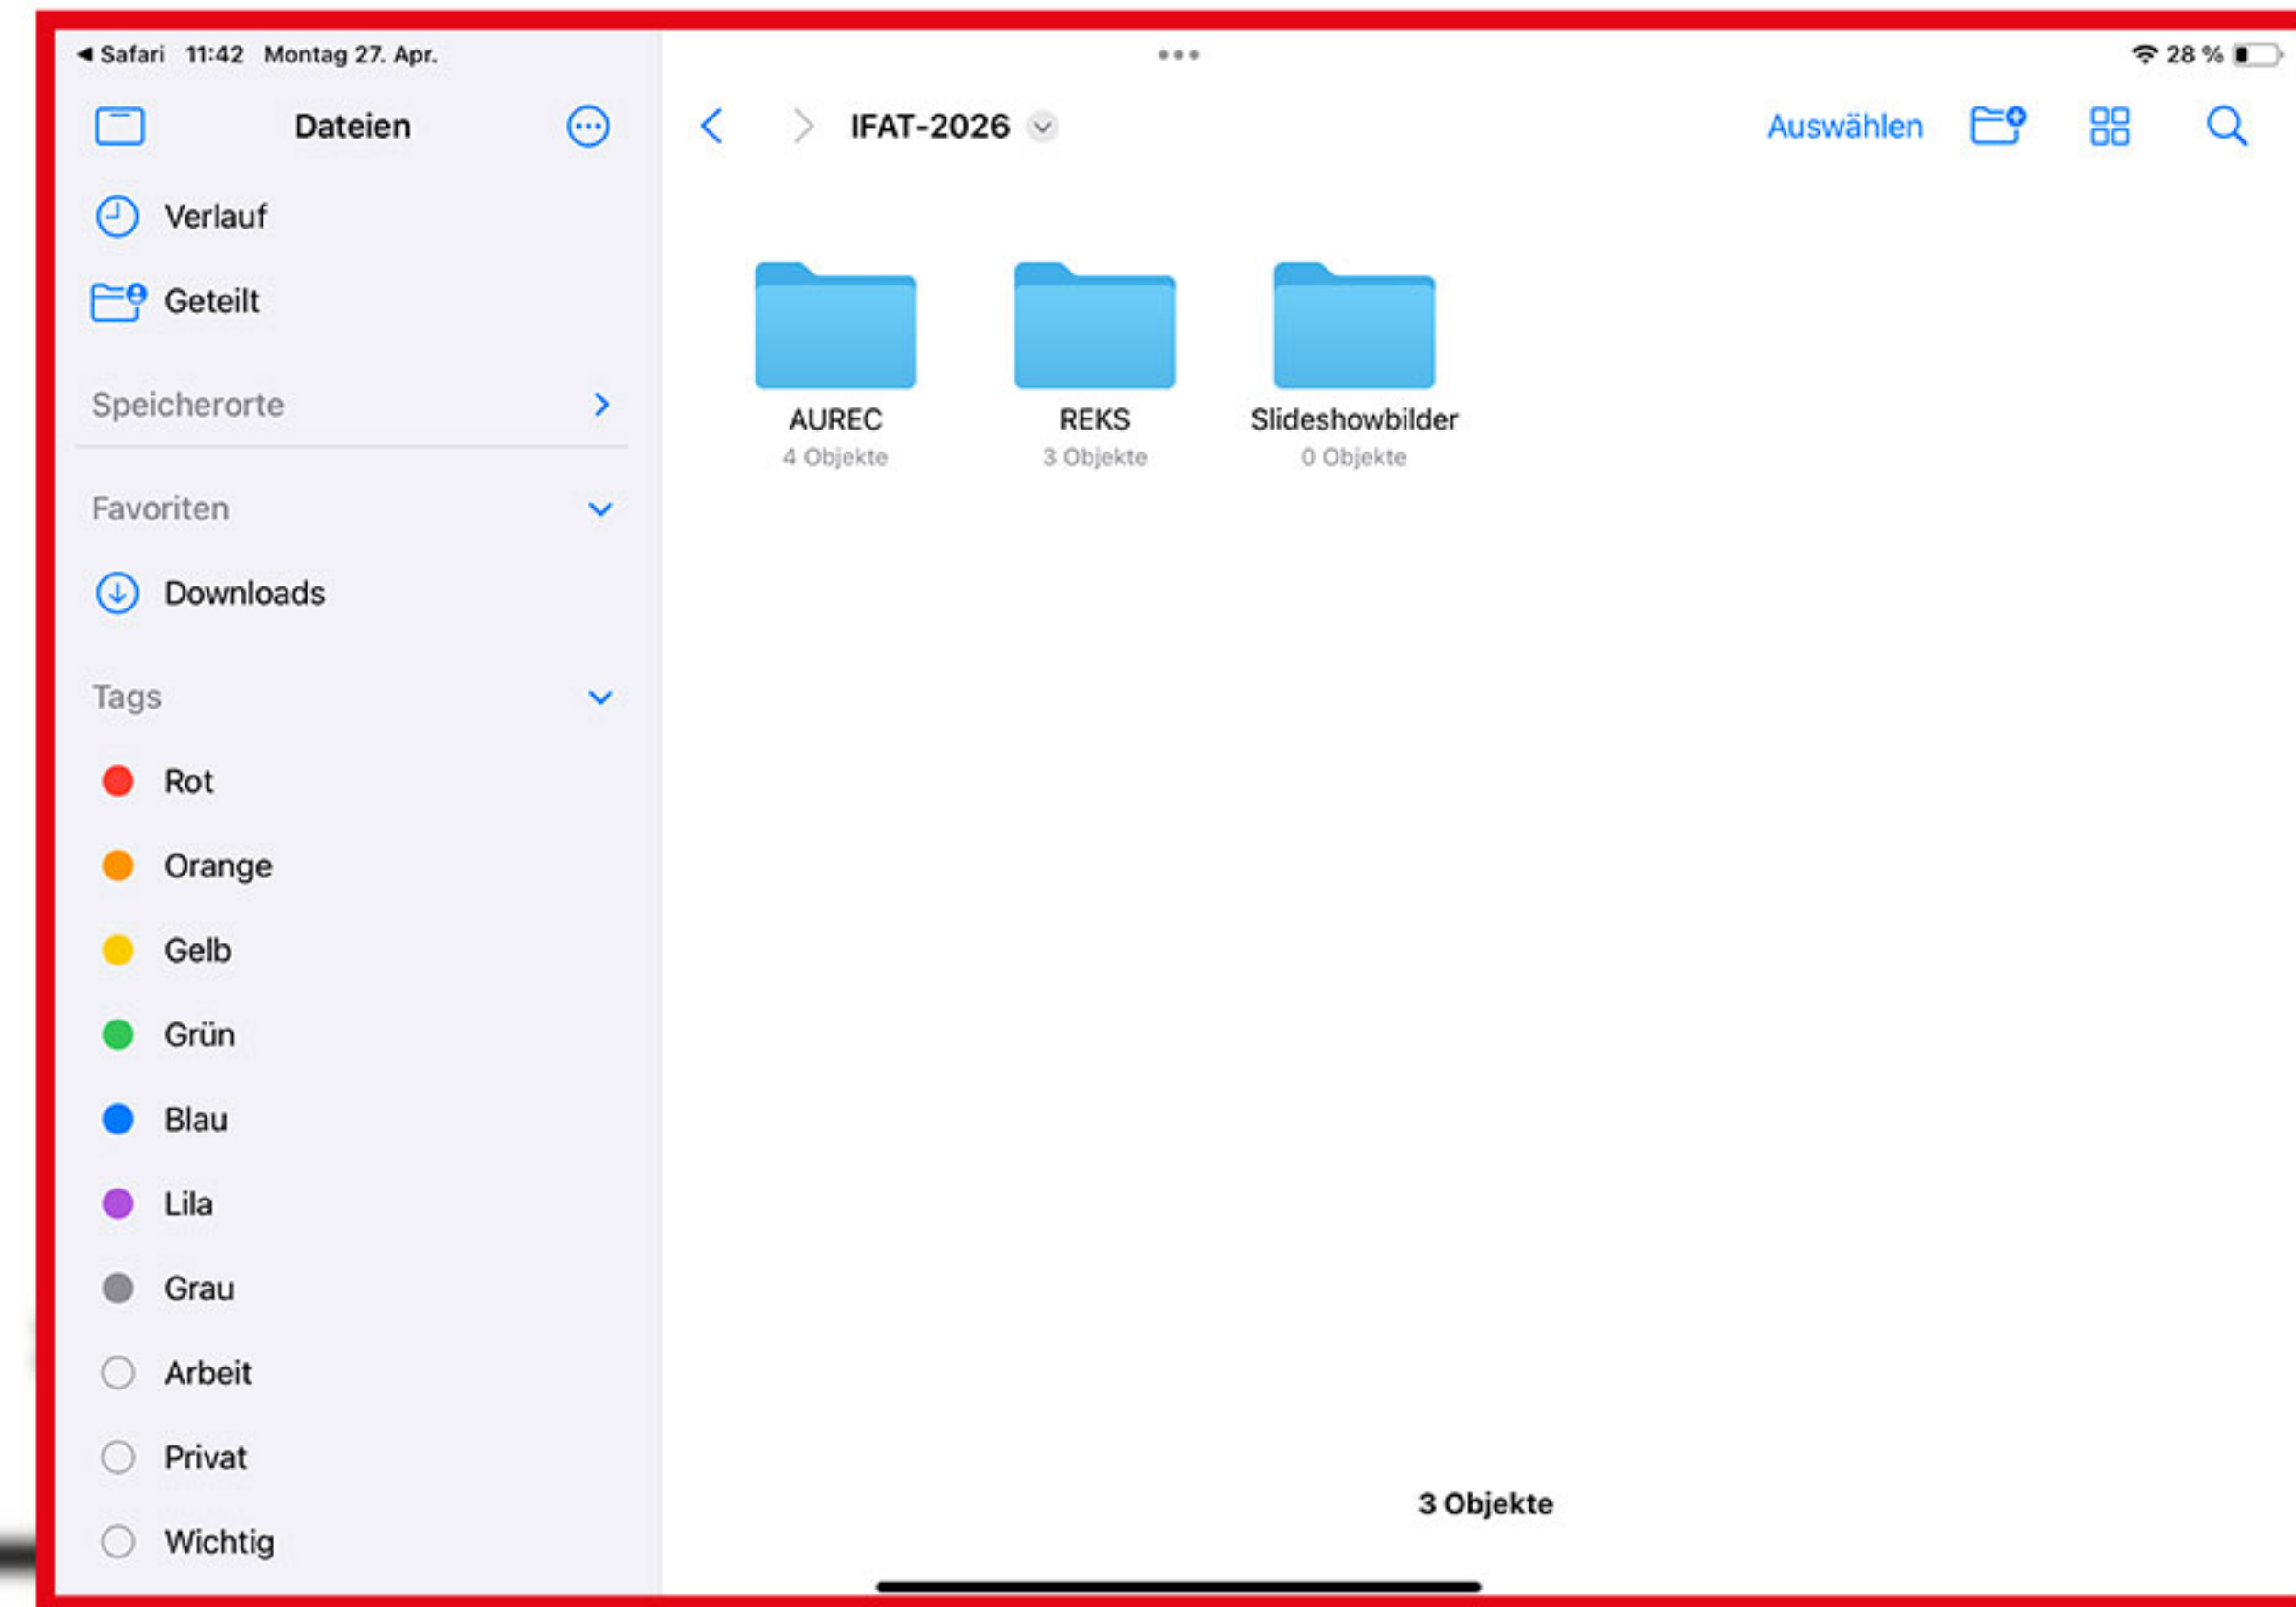 ◀ Safari 11:42 Montag 27. Apr.
28 %
Dateien
Verlauf
Geteilt
Speicherorte
Favoriten
Downloads
Tags
Rot
Orange
Gelb
Grün
Blau
Lila
Grau
Arbeit
Privat
Wichtig
IFAT-2026
Auswählen
AUREC
4 Objekte
REKS
3 Objekte
Slideshowbilder
0 Objekte
3 Objekte